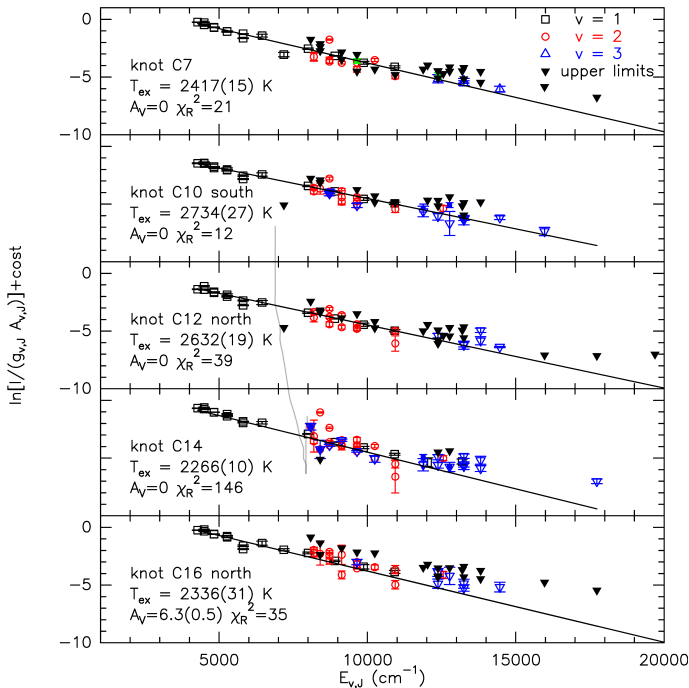 v = 1
v = 2
v = 3
upper limits
0
−5
−10
knot C7
T_ex = 2417(15) K
A_V=0 χ_R^2=21
knot C10 south
T_ex = 2734(27) K
A_V=0 χ_R^2=12
0
−5
−10
knot C12 north
T_ex = 2632(19) K
A_V=0 χ_R^2=39
knot C14
T_ex = 2266(10) K
A_V=0 χ_R^2=146
0
−5
−10
knot C16 north
T_ex = 2336(31) K
A_V=6.3(0.5) χ_R^2=35
ln[I/(g_v,J A_v,J)]+cost
5000 10000 15000 20000
E_v,J (cm^−1)